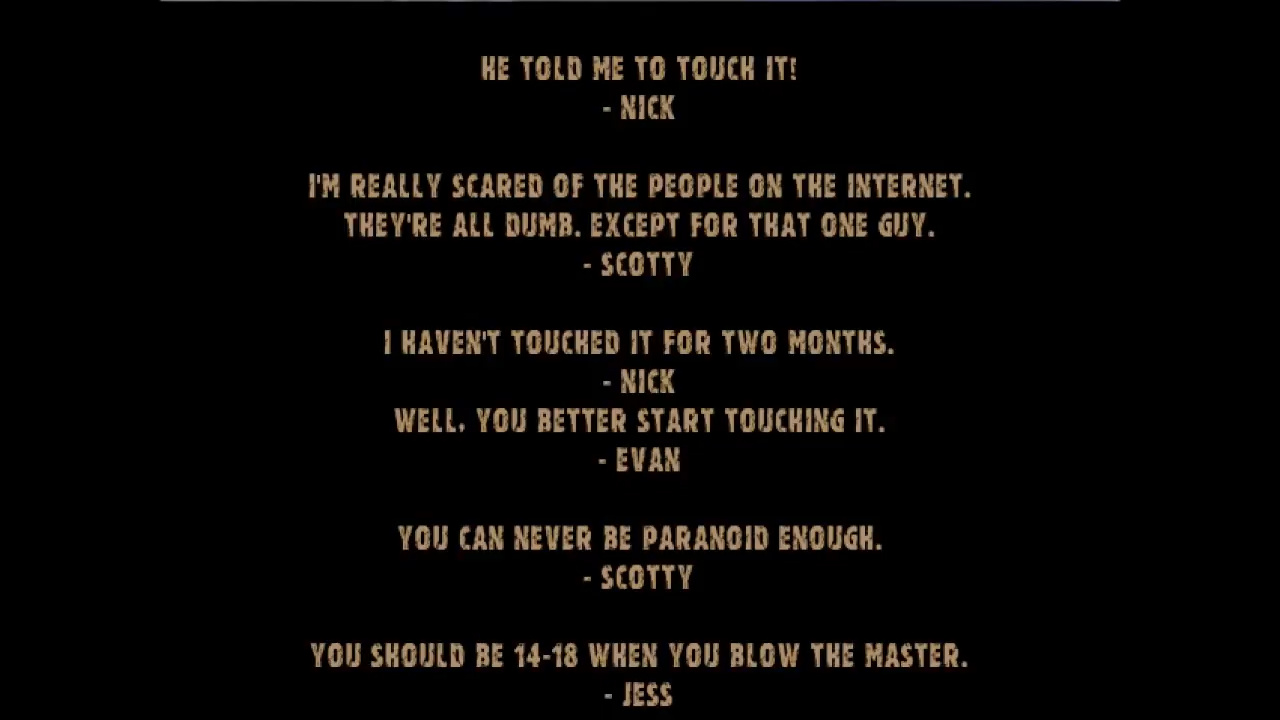 HE TOLD ME TO TOUCH IT!
- NICK
I'M REALLY SCARED OF THE PEOPLE ON THE INTERNET.
THEY'RE ALL DUMB. EXCEPT FOR THAT ONE GUY.
- SCOTTY
I HAVEN'T TOUCHED IT FOR TWO MONTHS.
- NICK
WELL, YOU BETTER START TOUCHING IT.
- EVAN
YOU CAN NEVER BE PARANOID ENOUGH.
- SCOTTY
YOU SHOULD BE 14-18 WHEN YOU BLOW THE MASTER.
- JESS